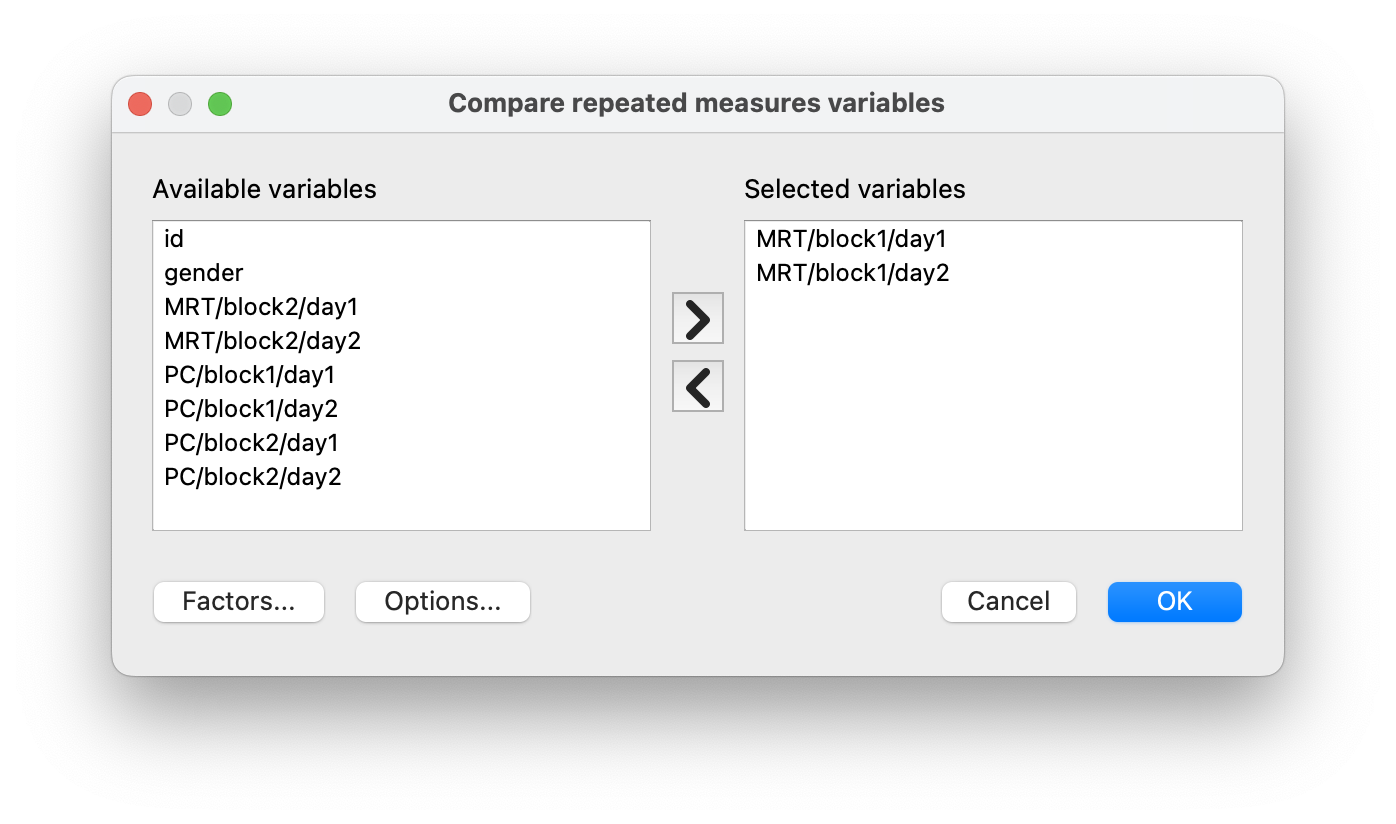 Compare repeated measures variables
Available variables
id
gender
MRT/block2/day1
MRT/block2/day2
PC/block1/day1
PC/block1/day2
PC/block2/day1
PC/block2/day2
Selected variables
MRT/block1/day1
MRT/block1/day2
Factors...
Options...
Cancel
OK